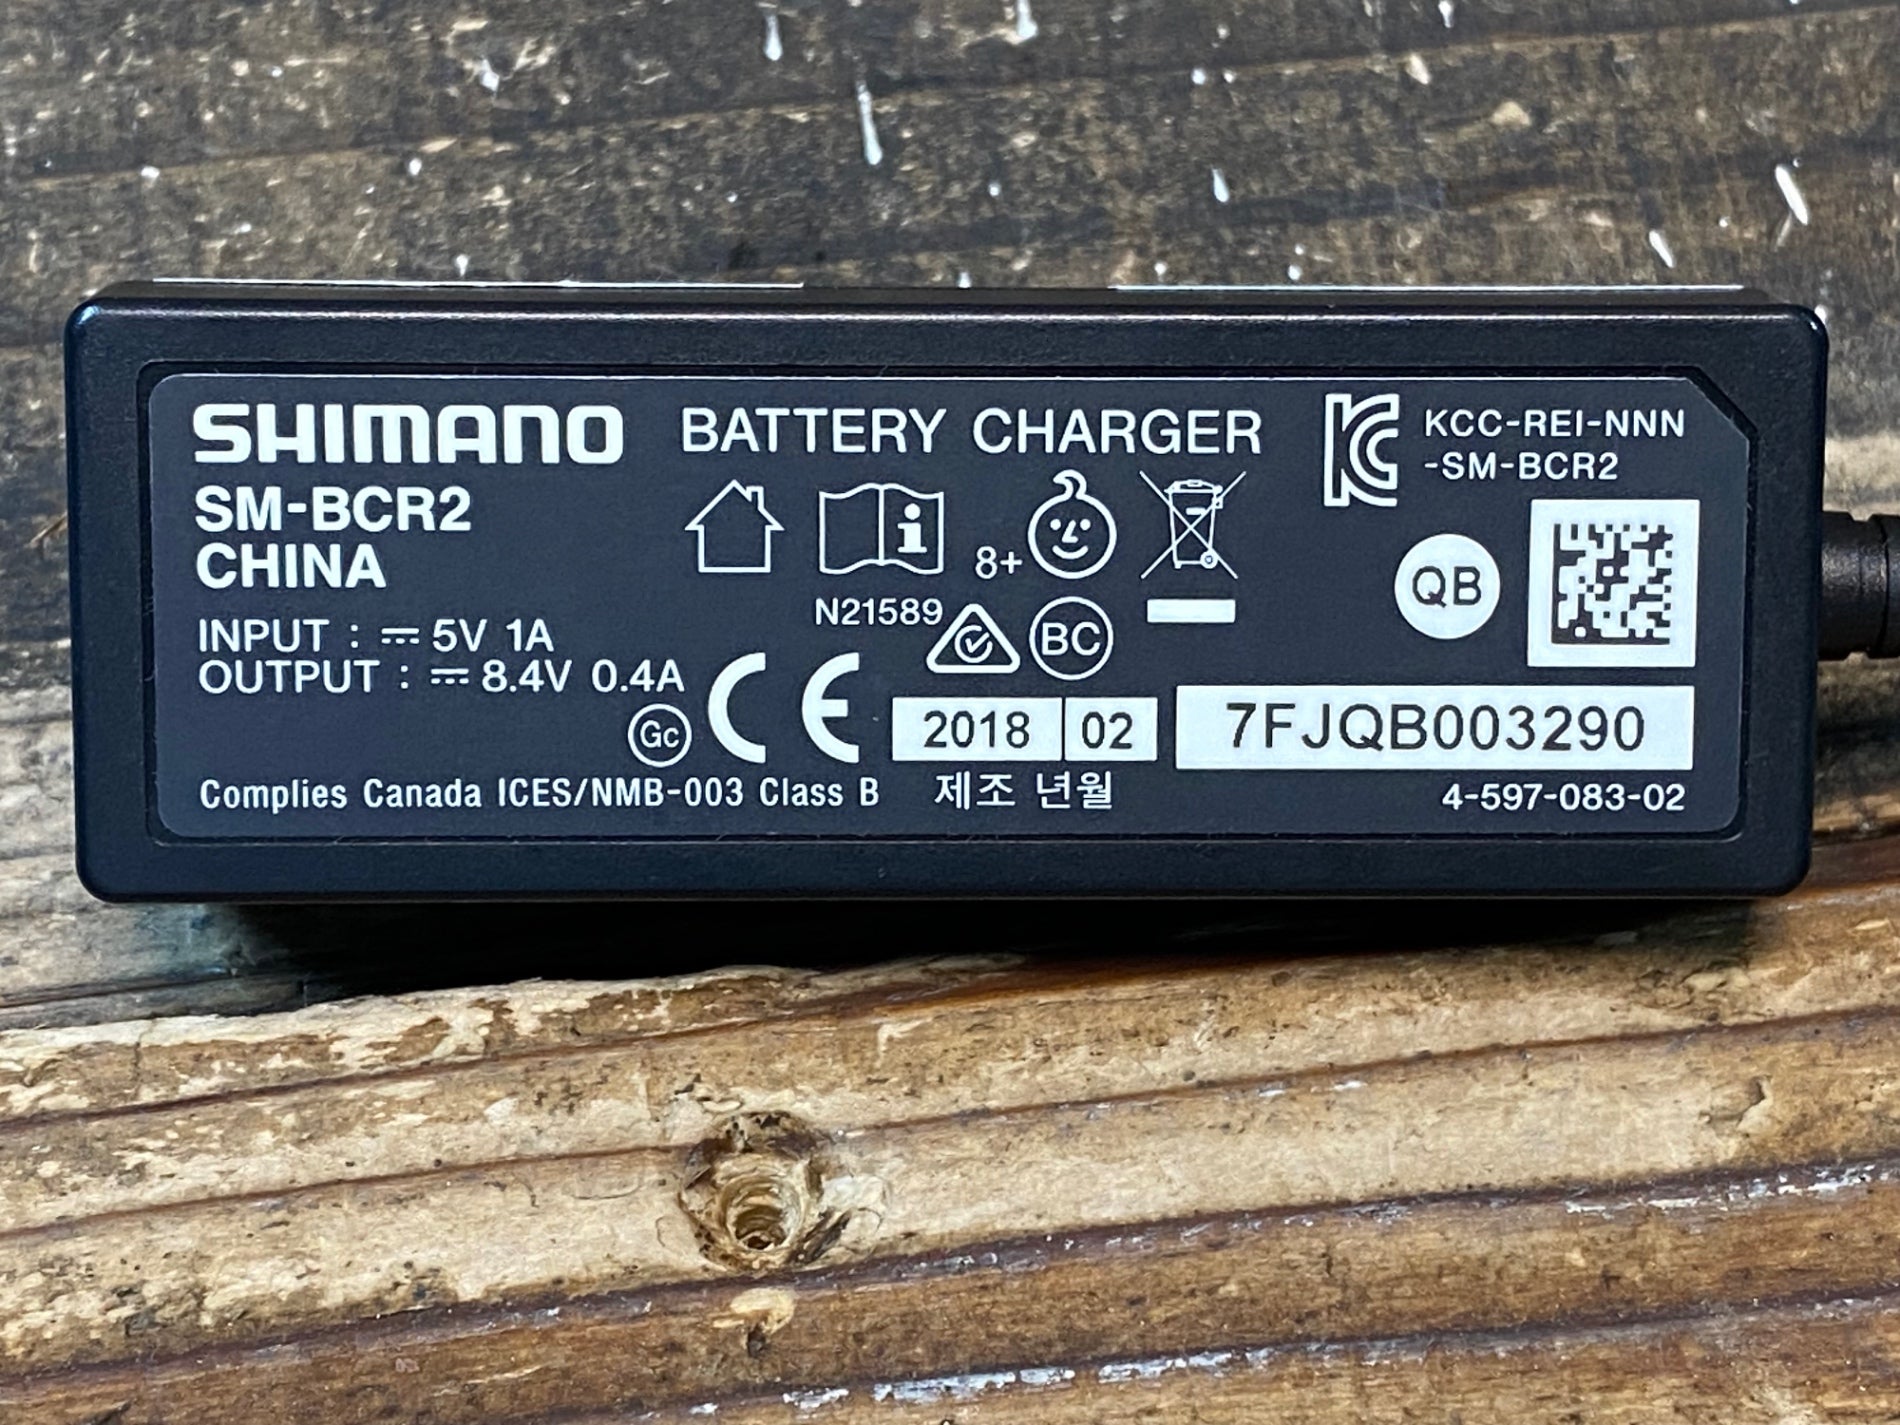 SHIMANO BATTERY CHARGER
SM-BCR2
CHINA
INPUT : ⎓ 5V 1A
OUTPUT : ⎓ 8.4V 0.4A
8+
N21589
BC
Gc
CE
KCC-REI-NNN
-SM-BCR2
QB
2018 02
7FJQB003290
Complies Canada ICES/NMB-003 Class B
제조 년월
4-597-083-02